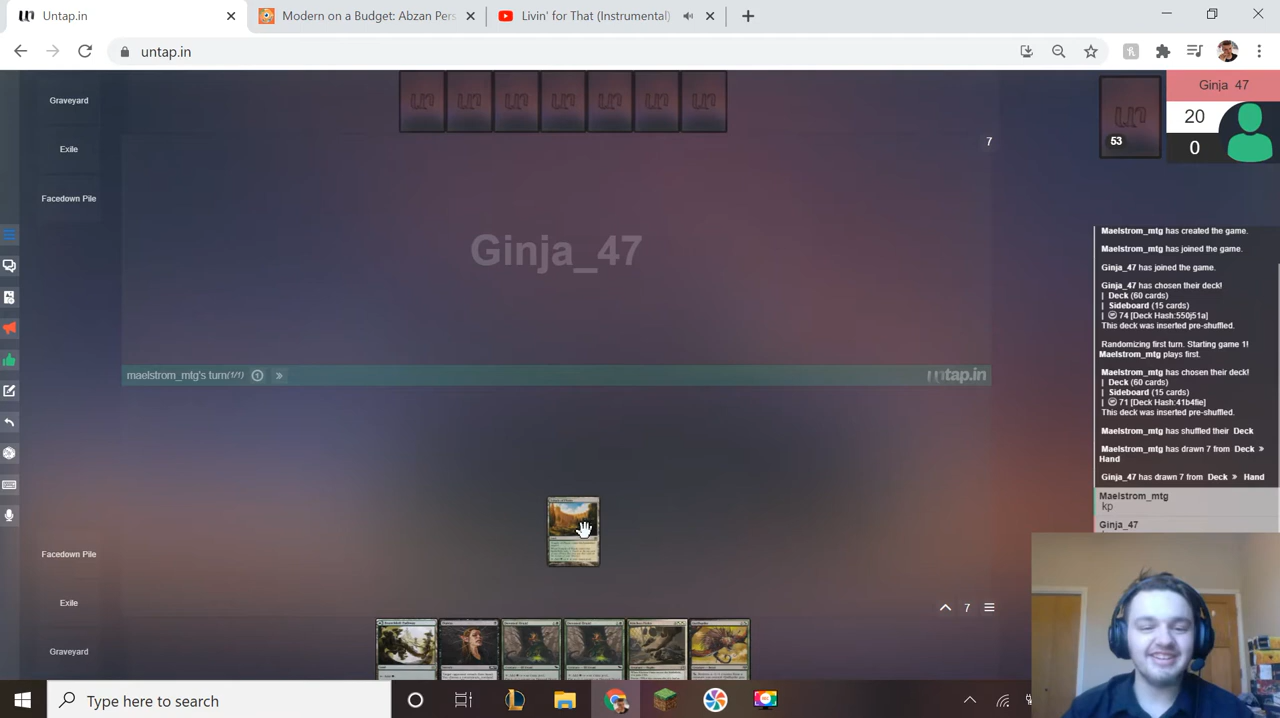 Untap.in
Modern on a Budget: Abzan Pers
Livin' for That (Instrumental)
untap.in
Graveyard
Exile
Facedown Pile
7
Ginja_47
maelstrom_mtg's turn(1/1)
untap.in
Ginja 47
53
20
0
Maelstrom_mtg has created the game.
Maelstrom_mtg has joined the game.
Ginja_47 has joined the game.
Ginja_47 has chosen their deck!
| Deck (60 cards)
| Sideboard (15 cards)
| 74 [Deck Hash:550j51a]
This deck was inserted pre-shuffled.
Randomizing first turn. Starting game 1!
Maelstrom_mtg plays first.
Maelstrom_mtg has chosen their deck!
| Deck (60 cards)
| Sideboard (15 cards)
| 71 [Deck Hash:41b4fie]
This deck was inserted pre-shuffled.
Maelstrom_mtg has shuffled their Deck
Maelstrom_mtg has drawn 7 from Deck »
Hand
Ginja_47 has drawn 7 from Deck » Hand
Maelstrom_mtg
kp
Ginja_47
Facedown Pile
Exile
Graveyard
7
Type here to search